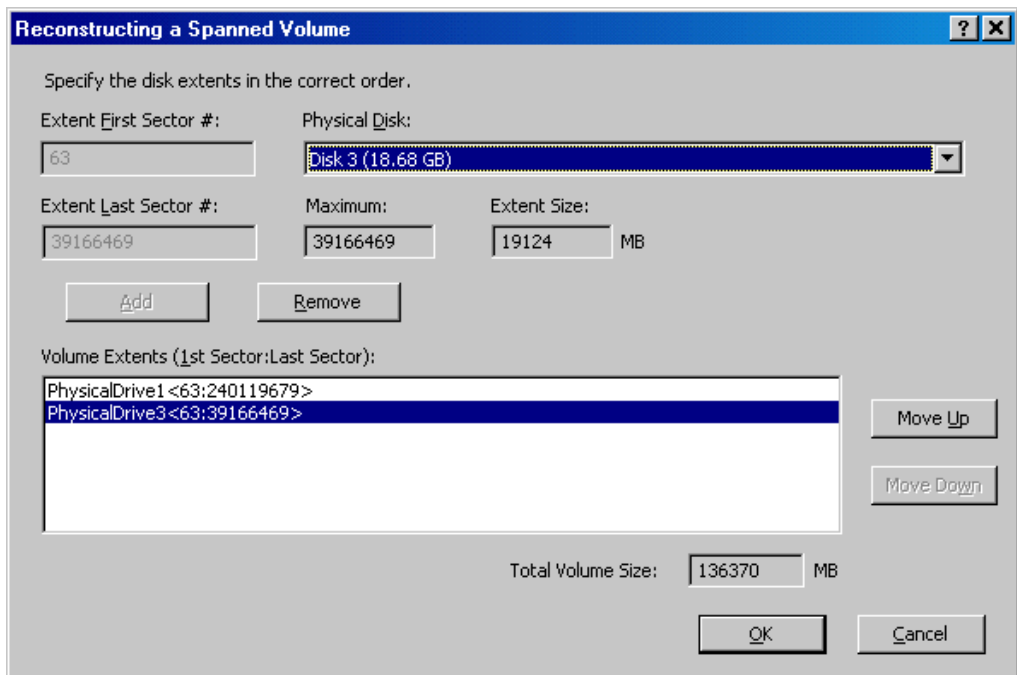 Reconstructing a Spanned Volume
Specify the disk extents in the correct order.
Extent First Sector #: Physical Disk:
63 Disk 3 (18.68 GB)
Extent Last Sector #: Maximum: Extent Size:
39166469 39166469 19124 MB
Add Remove
Volume Extents (1st Sector:Last Sector):
PhysicalDrive1<63:240119679>
PhysicalDrive3<63:39166469>
Move Up
Move Down
Total Volume Size: 136370 MB
OK Cancel